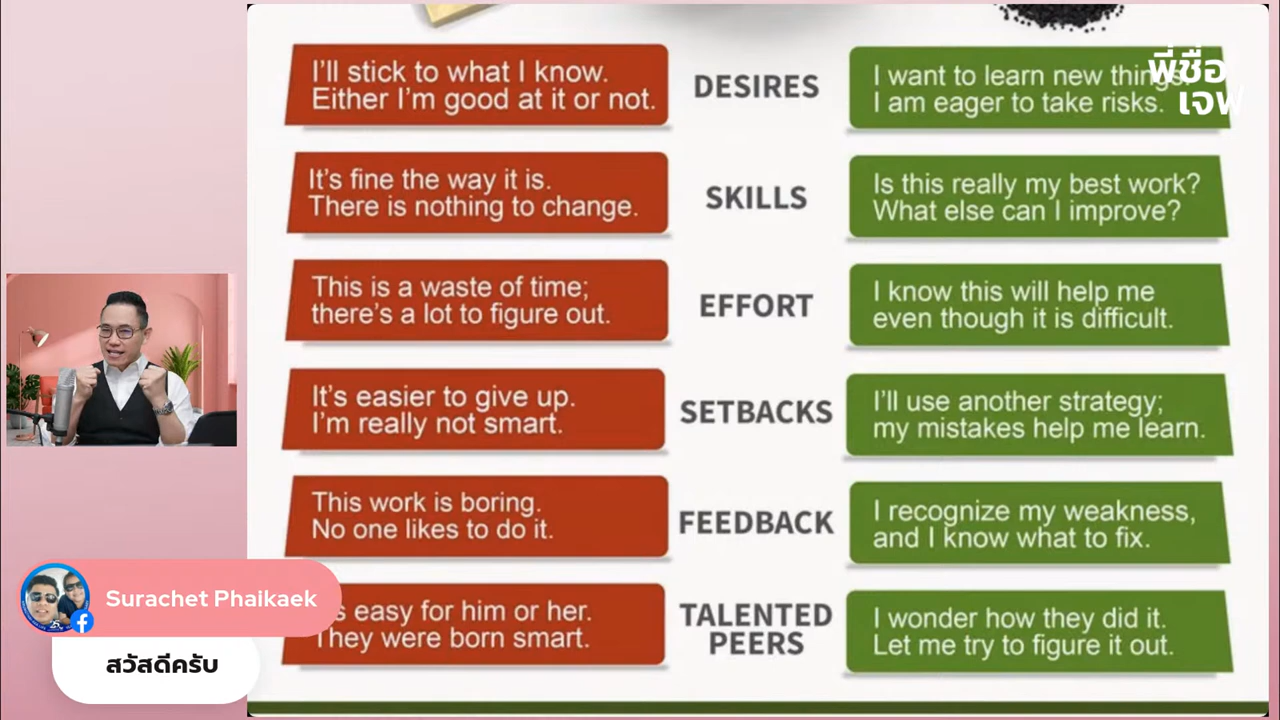 I'll stick to what I know.
Either I'm good at it or not.
DESIRES
I want to learn new things.
I am eager to take risks.
พี่ชื่อ
เจฟ
It's fine the way it is.
There is nothing to change.
SKILLS
Is this really my best work?
What else can I improve?
This is a waste of time;
there's a lot to figure out.
EFFORT
I know this will help me
even though it is difficult.
It's easier to give up.
I'm really not smart.
SETBACKS
I'll use another strategy;
my mistakes help me learn.
This work is boring.
No one likes to do it.
FEEDBACK
I recognize my weakness,
and I know what to fix.
Surachet Phaikaek
สวัสดีครับ
easy for him or her.
They were born smart.
TALENTED
PEERS
I wonder how they did it.
Let me try to figure it out.